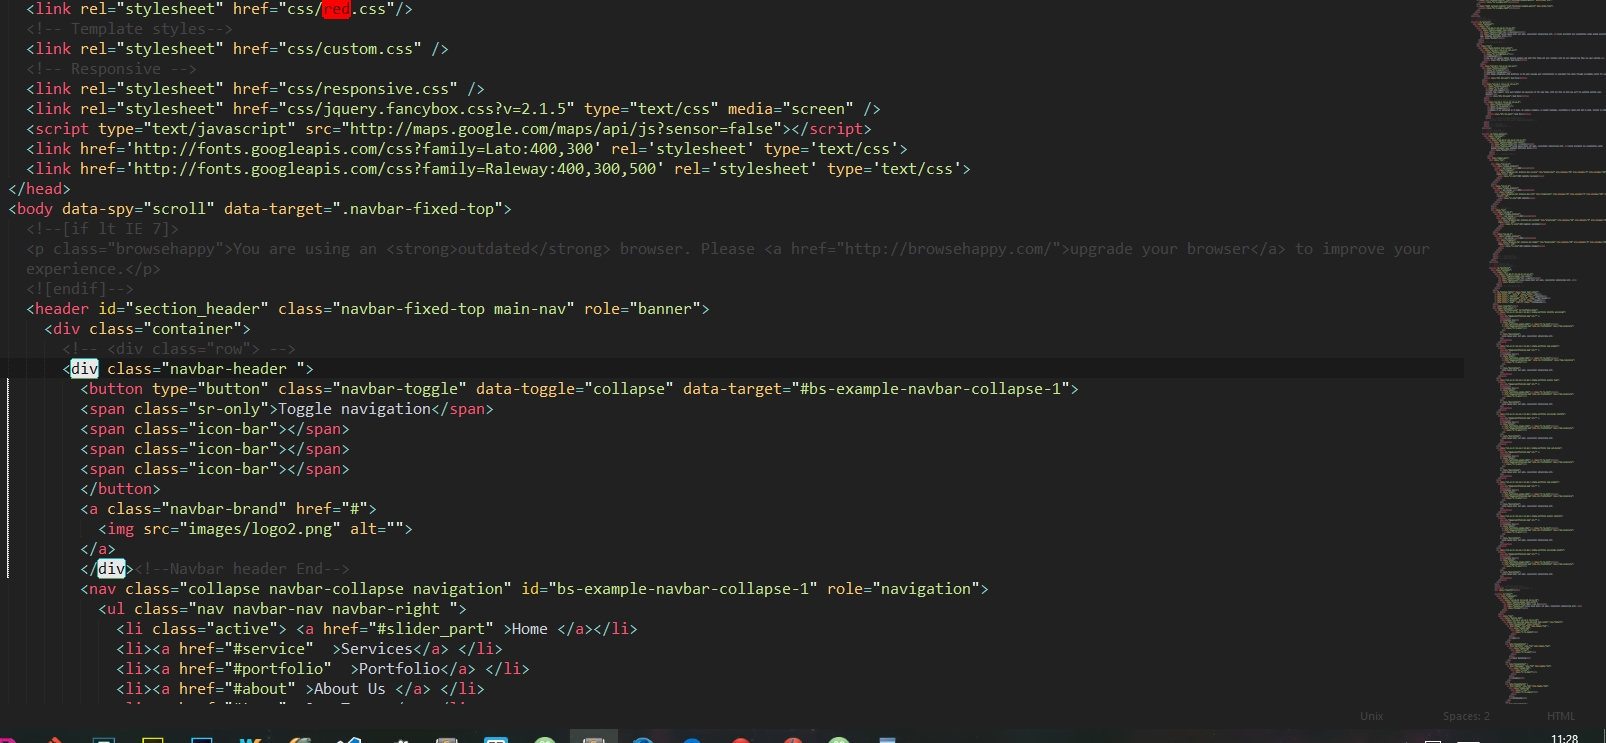 <link rel="stylesheet" href="css/red.css"/>
<!-- Template styles-->
<link rel="stylesheet" href="css/custom.css" />
<!-- Responsive -->
<link rel="stylesheet" href="css/responsive.css" />
<link rel="stylesheet" href="css/jquery.fancybox.css?v=2.1.5" type="text/css" media="screen" />
<script type="text/javascript" src="http://maps.google.com/maps/api/js?sensor=false"></script>
<link href='http://fonts.googleapis.com/css?family=Lato:400,300' rel='stylesheet' type='text/css'>
<link href='http://fonts.googleapis.com/css?family=Raleway:400,300,500' rel='stylesheet' type='text/css'>
</head>
<body data-spy="scroll" data-target=".navbar-fixed-top">
<!--[if lt IE 7]>
<p class="browsehappy">You are using an <strong>outdated</strong> browser. Please <a href="http://browsehappy.com/">upgrade your browser</a> to improve your
experience.</p>
<![endif]-->
<header id="section_header" class="navbar-fixed-top main-nav" role="banner">
<div class="container">
<!-- <div class="row"> -->
<div class="navbar-header ">
<button type="button" class="navbar-toggle" data-toggle="collapse" data-target="#bs-example-navbar-collapse-1">
<span class="sr-only">Toggle navigation</span>
<span class="icon-bar"></span>
<span class="icon-bar"></span>
<span class="icon-bar"></span>
</button>
<a class="navbar-brand" href="#">
<img src="images/logo2.png" alt="">
</a>
</div><!--Navbar header End-->
<nav class="collapse navbar-collapse navigation" id="bs-example-navbar-collapse-1" role="navigation">
<ul class="nav navbar-nav navbar-right ">
<li class="active"> <a href="#slider_part" >Home </a></li>
<li><a href="#service"  >Services</a> </li>
<li><a href="#portfolio"  >Portfolio</a> </li>
<li><a href="#about" >About Us </a> </li>
Unix
Spaces: 2
HTML
11:28